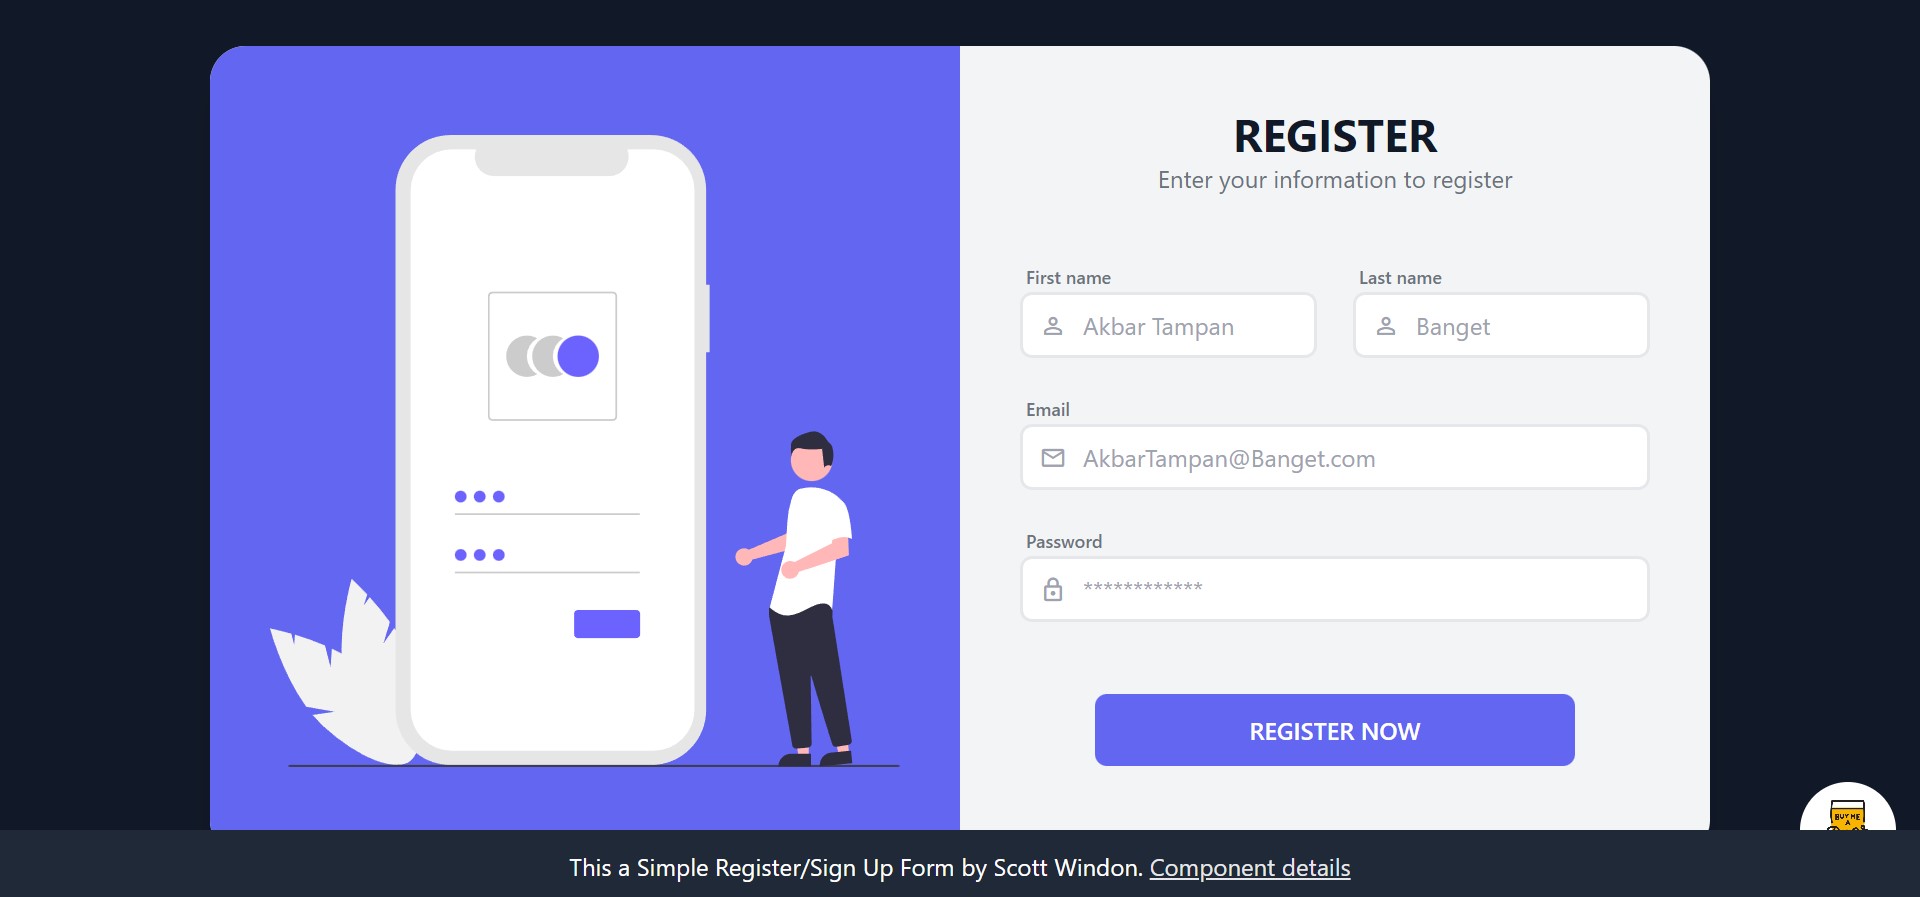 REGISTER
Enter your information to register
First name
Last name
Akbar Tampan
Banget
Email
AkbarTampan@Banget.com
Password
************
REGISTER NOW
BUY ME
A
This a Simple Register/Sign Up Form by Scott Windon. Component details